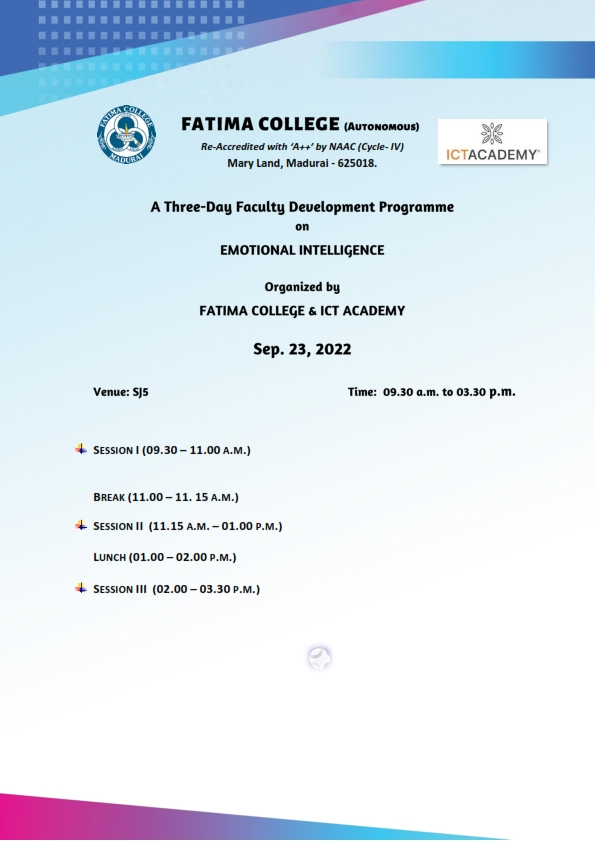 FATIMA COLLEGE
MADURAI
FATIMA COLLEGE (AUTONOMOUS)
Re-Accredited with ‘A++’ by NAAC (Cycle- IV)
Mary Land, Madurai - 625018.
ICTACADEMY
A Three-Day Faculty Development Programme
on
EMOTIONAL INTELLIGENCE
Organized by
FATIMA COLLEGE & ICT ACADEMY
Sep. 23, 2022
Venue: SJ5 Time: 09.30 a.m. to 03.30 p.m.
SESSION I (09.30 – 11.00 A.M.)
BREAK (11.00 – 11. 15 A.M.)
SESSION II (11.15 A.M. – 01.00 P.M.)
LUNCH (01.00 – 02.00 P.M.)
SESSION III (02.00 – 03.30 P.M.)